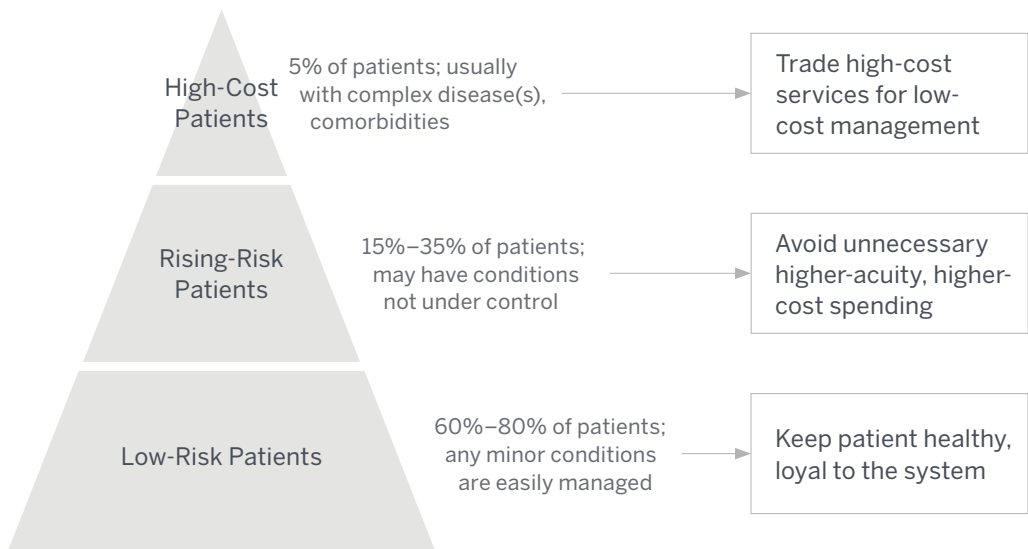 High-Cost
Patients
5% of patients; usually
with complex disease(s),
comorbidities
Trade high-cost
services for low-
cost management
Rising-Risk
Patients
15%–35% of patients;
may have conditions
not under control
Avoid unnecessary
higher-acuity, higher-
cost spending
Low-Risk Patients
60%–80% of patients;
any minor conditions
are easily managed
Keep patient healthy,
loyal to the system